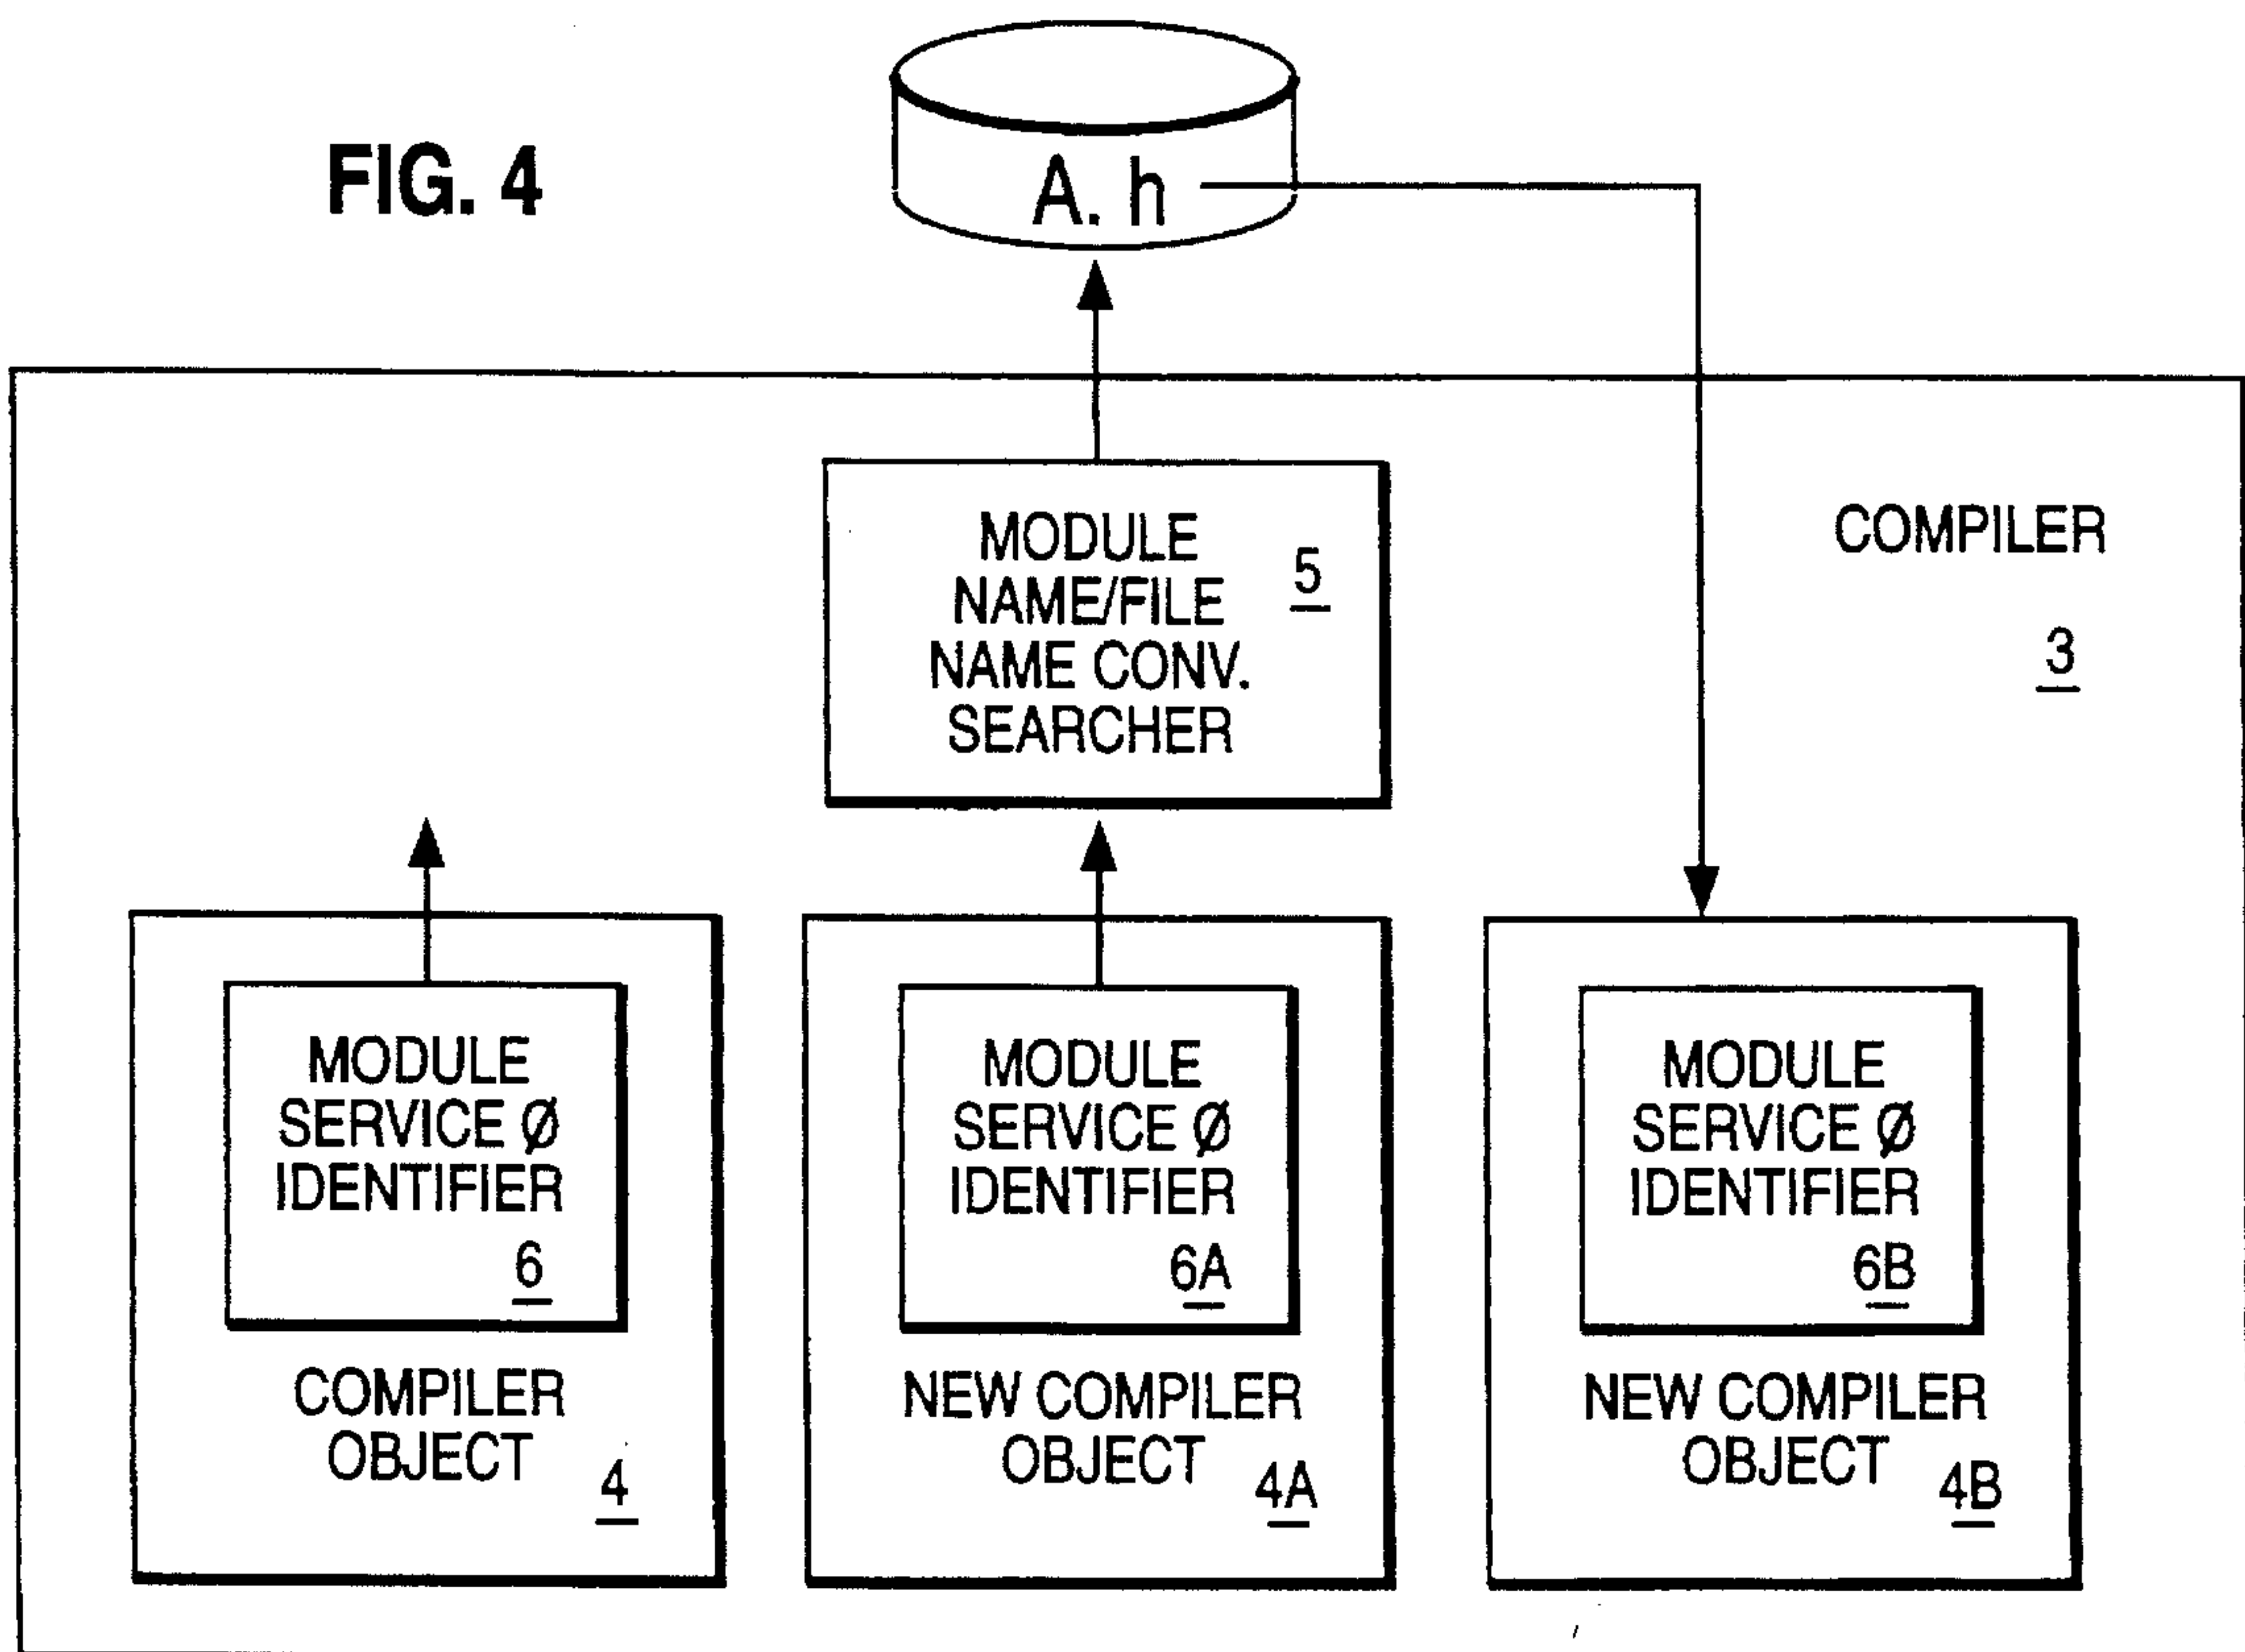 FIG. 4
A. h
MODULE
NAME/FILE
NAME CONV.
SEARCHER
5
COMPILER
3
MODULE
SERVICE Ø
IDENTIFIER
6
COMPILER
OBJECT
4
MODULE
SERVICE Ø
IDENTIFIER
6A
NEW COMPILER
OBJECT
4A
MODULE
SERVICE Ø
IDENTIFIER
6B
NEW COMPILER
OBJECT
4B